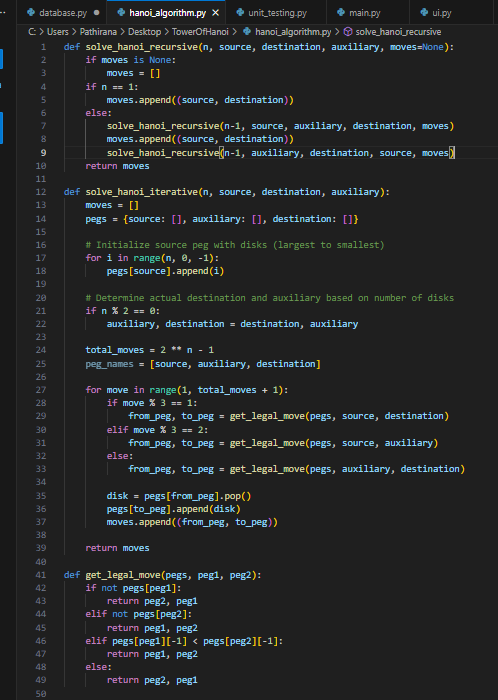 database.py hanoi_algorithm.py unit_testing.py main.py ui.py
C: > Users > Pathirana > Desktop > TowerOfHanoi > hanoi_algorithm.py > solve_hanoi_recursive
1 def solve_hanoi_recursive(n, source, destination, auxiliary, moves=None):
2     if moves is None:
3         moves = []
4     if n == 1:
5         moves.append((source, destination))
6     else:
7         solve_hanoi_recursive(n-1, source, auxiliary, destination, moves)
8         moves.append((source, destination))
9         solve_hanoi_recursive(n-1, auxiliary, destination, source, moves)
10     return moves
11
12 def solve_hanoi_iterative(n, source, destination, auxiliary):
13     moves = []
14     pegs = {source: [], auxiliary: [], destination: []}
15
16     # Initialize source peg with disks (largest to smallest)
17     for i in range(n, 0, -1):
18         pegs[source].append(i)
19
20     # Determine actual destination and auxiliary based on number of disks
21     if n % 2 == 0:
22         auxiliary, destination = destination, auxiliary
23
24     total_moves = 2 ** n - 1
25     peg_names = [source, auxiliary, destination]
26
27     for move in range(1, total_moves + 1):
28         if move % 3 == 1:
29             from_peg, to_peg = get_legal_move(pegs, source, destination)
30         elif move % 3 == 2:
31             from_peg, to_peg = get_legal_move(pegs, source, auxiliary)
32         else:
33             from_peg, to_peg = get_legal_move(pegs, auxiliary, destination)
34
35         disk = pegs[from_peg].pop()
36         pegs[to_peg].append(disk)
37         moves.append((from_peg, to_peg))
38
39     return moves
40
41 def get_legal_move(pegs, peg1, peg2):
42     if not pegs[peg1]:
43         return peg2, peg1
44     elif not pegs[peg2]:
45         return peg1, peg2
46     elif pegs[peg1][-1] < pegs[peg2][-1]:
47         return peg1, peg2
48     else:
49         return peg2, peg1
50